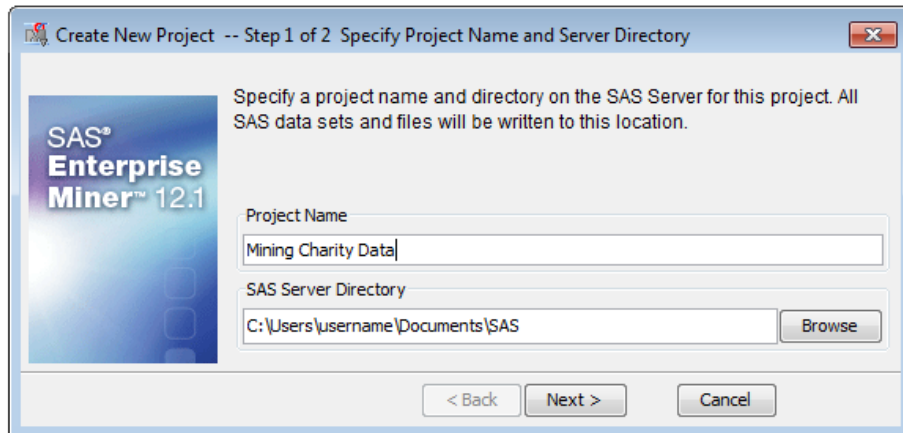 Create New Project -- Step 1 of 2 Specify Project Name and Server Directory
SAS®
Enterprise
Miner™ 12.1
Specify a project name and directory on the SAS Server for this project. All
SAS data sets and files will be written to this location.
Project Name
Mining Charity Data
SAS Server Directory
C:\Users\username\Documents\SAS
Browse
< Back
Next >
Cancel